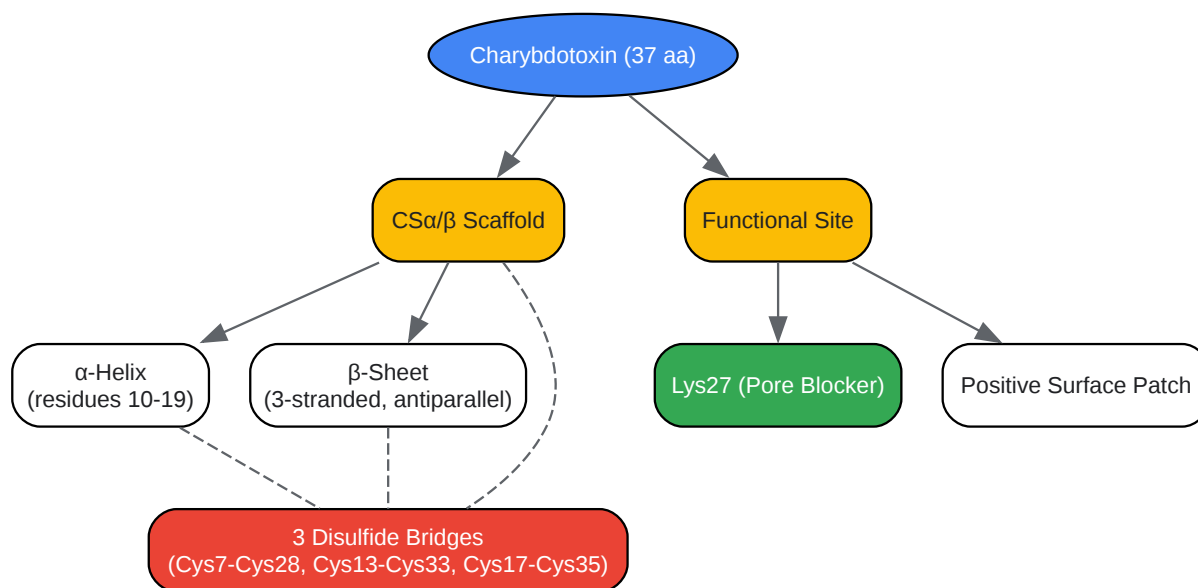 Charybdotoxin (37 aa)
CSα/β Scaffold
Functional Site
α-Helix
(residues 10-19)
β-Sheet
(3-stranded, antiparallel)
Lys27 (Pore Blocker)
Positive Surface Patch
3 Disulfide Bridges
(Cys7-Cys28, Cys13-Cys33, Cys17-Cys35)